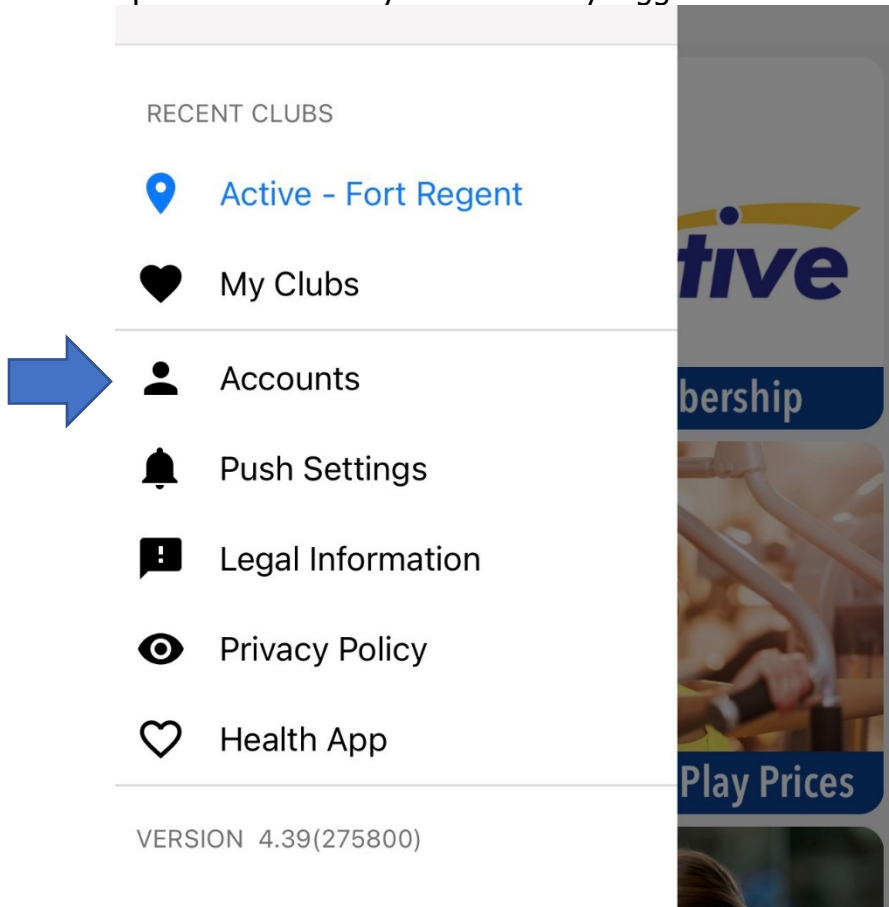 RECENT CLUBS
Active - Fort Regent
My Clubs
tive
Accounts
bership
Push Settings
Legal Information
Privacy Policy
Health App
Play Prices
VERSION 4.39(275800)